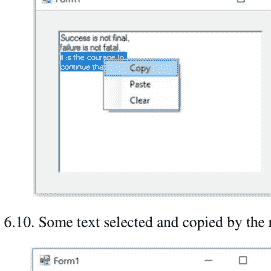 Form1
Success is not final,
failure is not fatal,
it is the courage to
continue that
Copy
Paste
Clear
6.10. Some text selected and copied by the
Form1